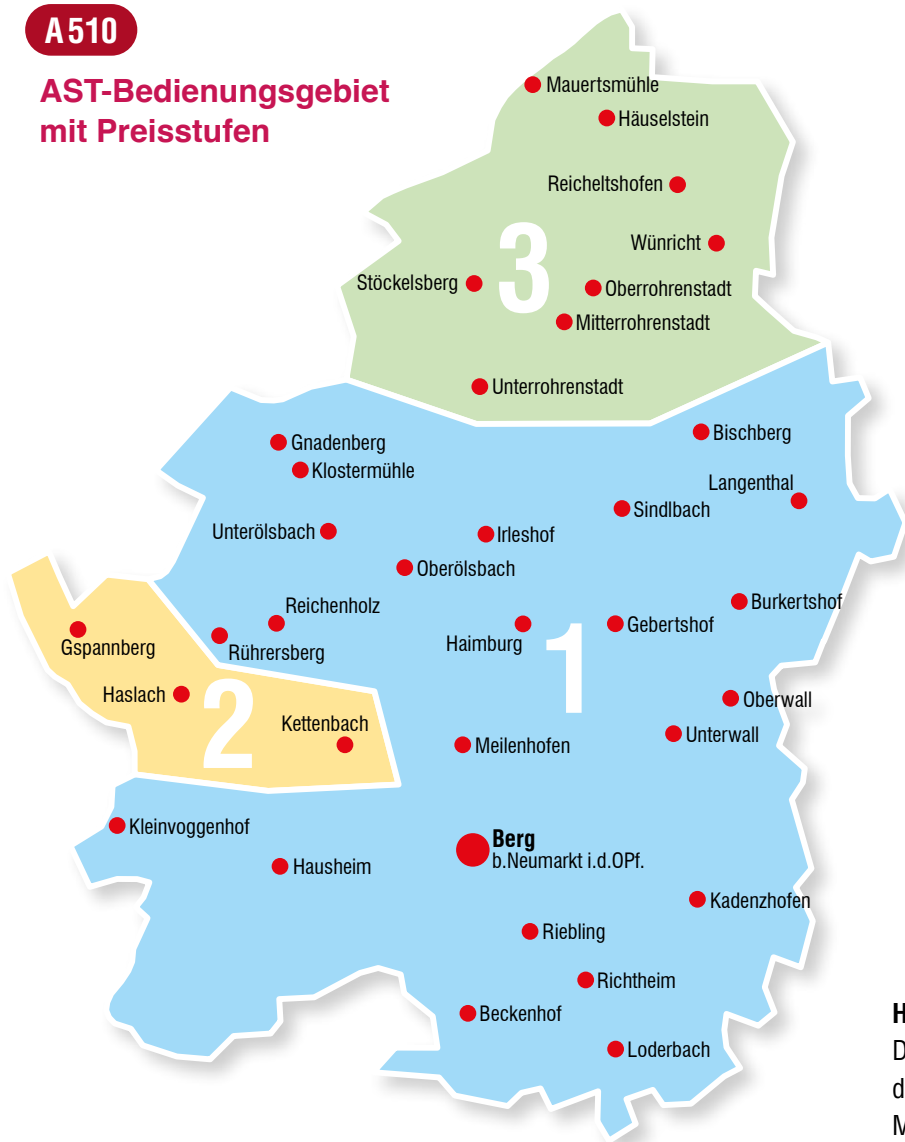 A510
AST-Bedienungsgebiet
mit Preisstufen
Mauertsmühle
Häuselstein
Reicheltshofen
Wünricht
3
Stöckelsberg
Oberrohrenstadt
Mitterrohrenstadt
Unterrohrenstadt
Bischberg
Gnadenberg
Klostermühle
Langenthal
Sindlbach
Unterölsbach
Irleshof
Oberölsbach
Burkertshof
Reichenholz
Gspannberg
Rührersberg
Haimburg
1
Gebertshof
Haslach
2
Oberwall
Kettenbach
Meilenhofen
Unterwall
Kleinvoggenhof
Berg
b.Neumarkt i.d.OPf.
Hausheim
Kadenzhofen
Riebling
Richtheim
Beckenhof
H
Loderbach
D
d
M